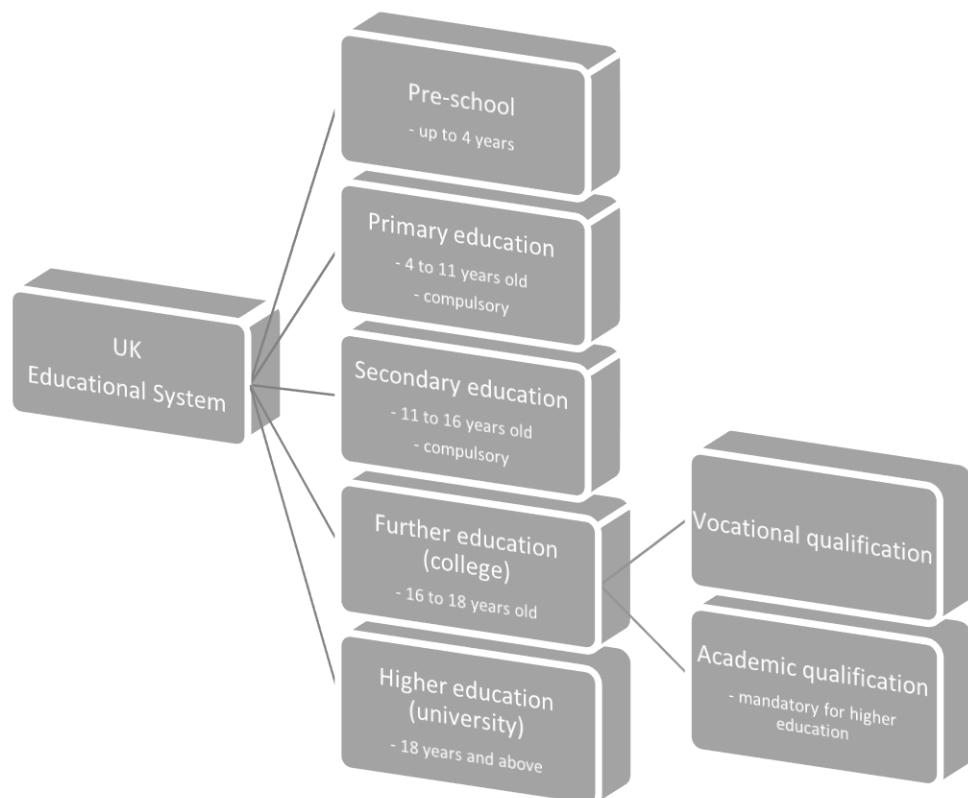 UK
Educational System
Pre-school
- up to 4 years
Primary education
- 4 to 11 years old
- compulsory
Secondary education
- 11 to 16 years old
- compulsory
Further education
(college)
- 16 to 18 years old
Higher education
(university)
- 18 years and above
Vocational qualification
Academic qualification
- mandatory for higher
education